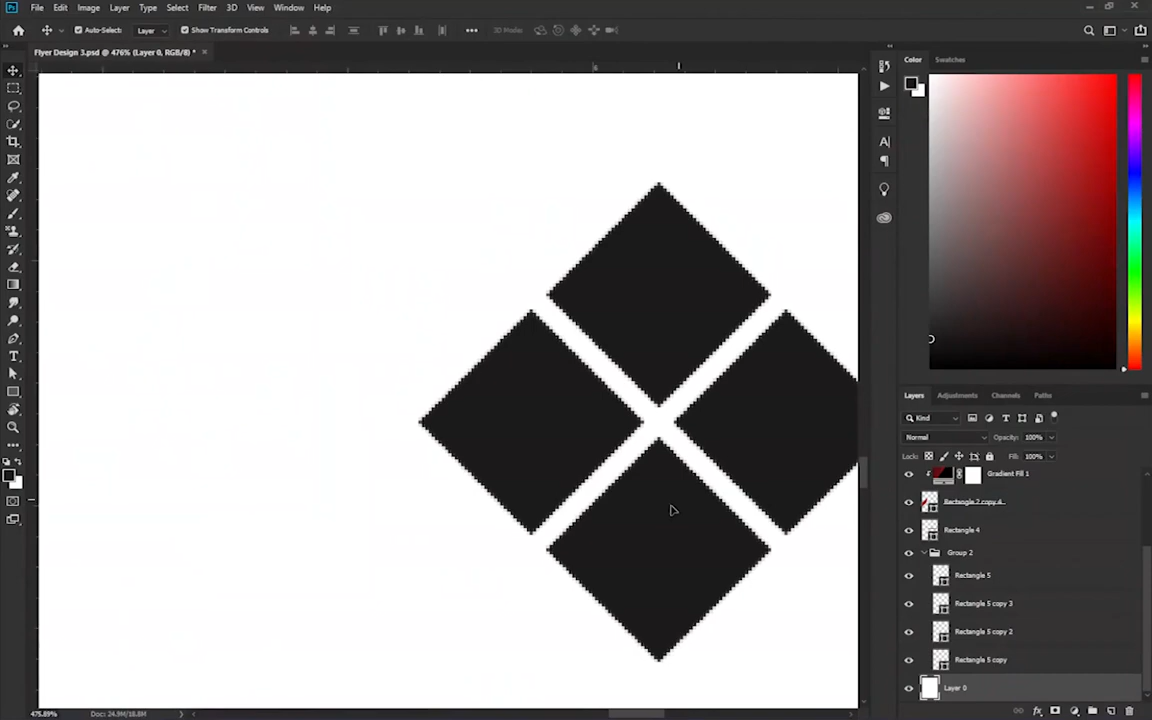 Ps File Edit Image Layer Type Select Filter 3D View Window Help
Auto-Select: Layer Show Transform Controls 3D Mode:
Flyer Design 3.psd @ 476% (Layer 0, RGB/8) *
Color Swatches
Layers Adjustments Channels Paths
Kind
Normal Opacity: 100%
Lock: Fill: 100%
Gradient Fill 1
Rectangle 2 copy 4
Rectangle 4
Group 2
Rectangle 5
Rectangle 5 copy 3
Rectangle 5 copy 2
Rectangle 5 copy
Layer 0
475.89% Doc: 24.9M/18.8M